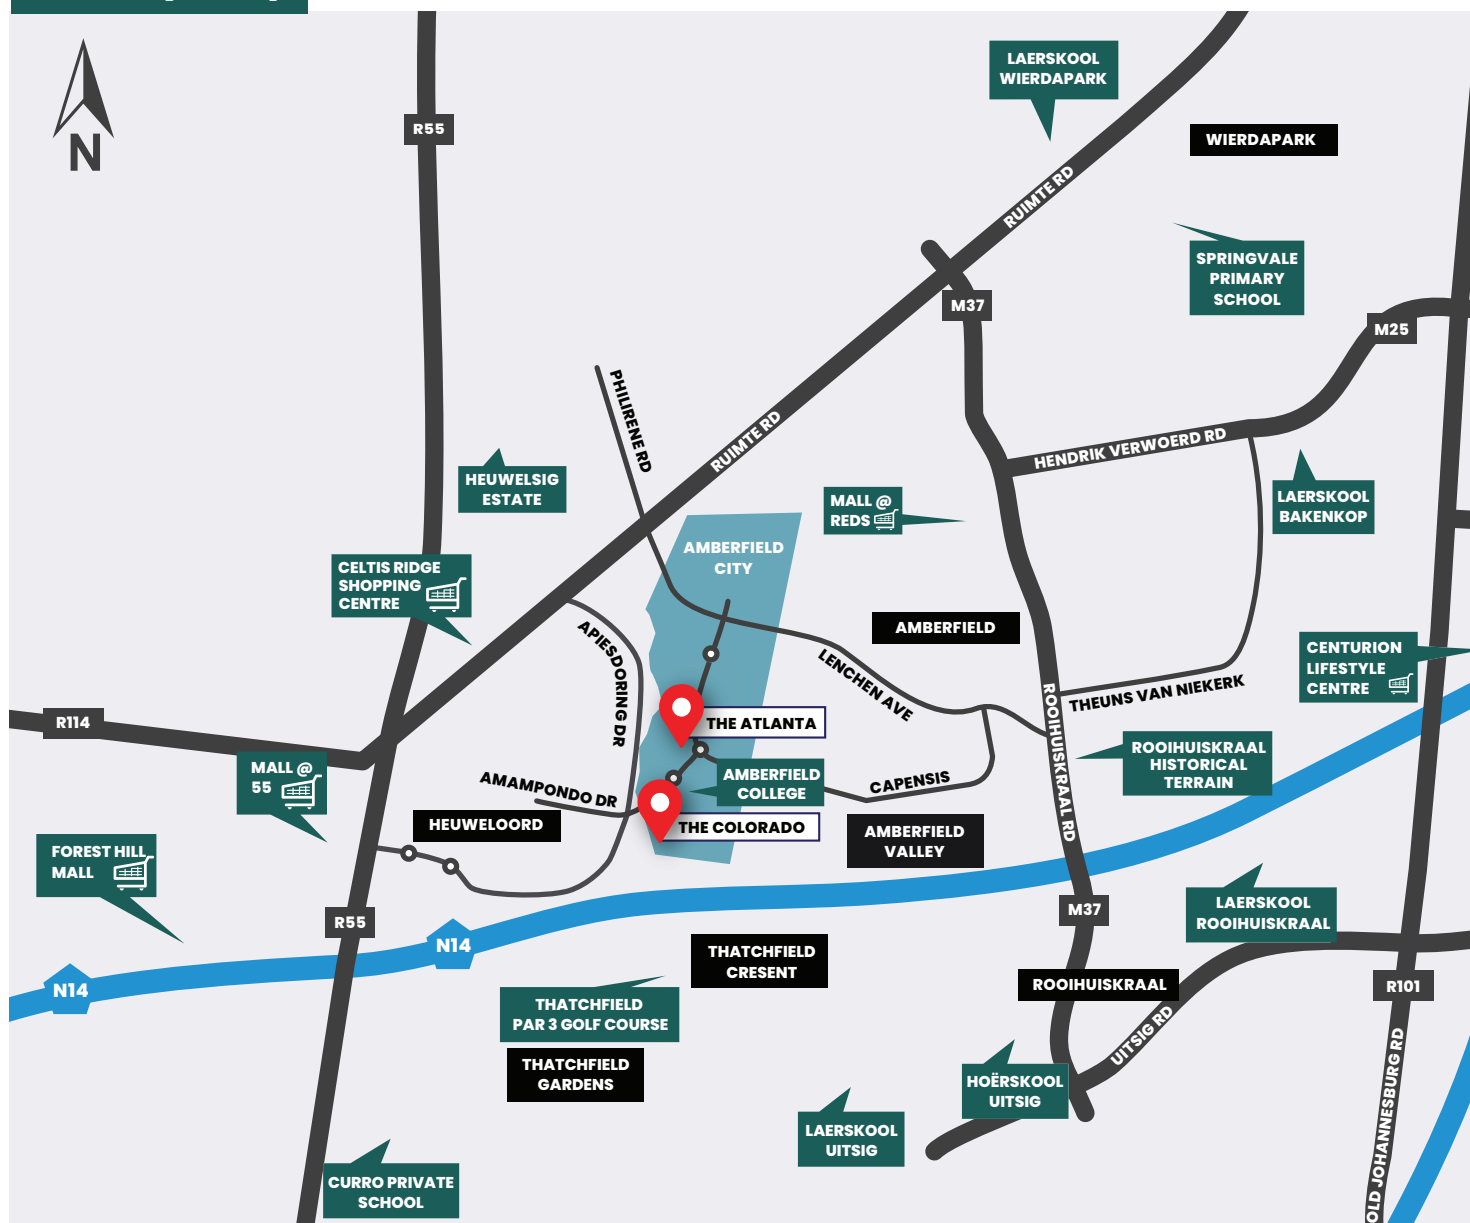 LAERSKOOL
WIERDAPARK
R55
WIERDAPARK
N
RUIMTE RD
SPRINGVALE
PRIMARY
SCHOOL
M37
M25
PHILIRENE RD
RUIMTE RD
HENDRIK VERWOERD RD
HEUWELSIG
ESTATE
MALL @
REDS
LAERSKOOL
BAKENKOP
AMBERFIELD
CITY
CELTIS RIDGE
SHOPPING
CENTRE
AMBERFIELD
APIESDORING DR
LENCHEN AVE
CENTURION
LIFESTYLE
CENTRE
THEUNS VAN NIEKERK
R114
THE ATLANTA
ROOIHUISKRAAL RD
ROOIHUISKRAAL
HISTORICAL
TERRAIN
MALL @
55
AMBERFIELD
COLLEGE
CAPENSIS
AMAMPONDO DR
HEUWELOORD
THE COLORADO
AMBERFIELD
VALLEY
FOREST HILL
MALL
LAERSKOOL
ROOIHUISKRAAL
R55
M37
N14
THATCHFIELD
CRESENT
N14
ROOIHUISKRAAL
R101
THATCHFIELD
PAR 3 GOLF COURSE
UITSIG RD
THATCHFIELD
GARDENS
HOËRSKOOL
UITSIG
OLD JOHANNESBURG RD
LAERSKOOL
UITSIG
CURRO PRIVATE
SCHOOL